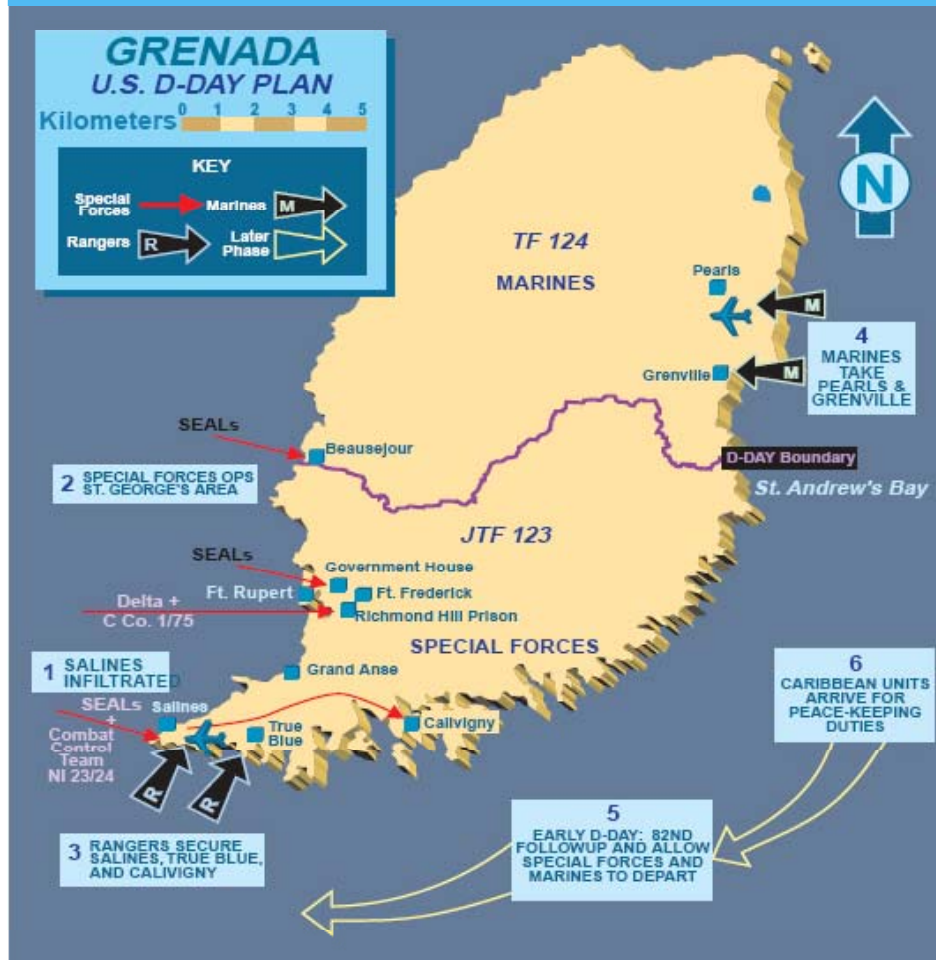 GRENADA
U.S. D-DAY PLAN
0 1 2 3 4 5
Kilometers
KEY
Special
Forces
Marines
M
Rangers
R
Later
Phase
N
TF 124
MARINES
Pearls
M
4
MARINES
TAKE
PEARLS &
GRENVILLE
Grenville
M
SEALs
Beausejour
2 SPECIAL FORCES OPS
ST. GEORGE'S AREA
D-DAY Boundary
St. Andrew's Bay
JTF 123
SEALs
Government House
Ft. Rupert
Ft. Frederick
Delta +
C Co. 1/75
Richmond Hill Prison
SPECIAL FORCES
1 SALINES
INFILTRATED
Grand Anse
SEALs
+
Combat
Control
Team
NI 23/24
Salines
True
Blue
Calivigny
R
R
3 RANGERS SECURE
SALINES, TRUE BLUE,
AND CALIVIGNY
6
CARIBBEAN UNITS
ARRIVE FOR
PEACE-KEEPING
DUTIES
5
EARLY D-DAY: 82ND
FOLLOWUP AND ALLOW
SPECIAL FORCES AND
MARINES TO DEPART